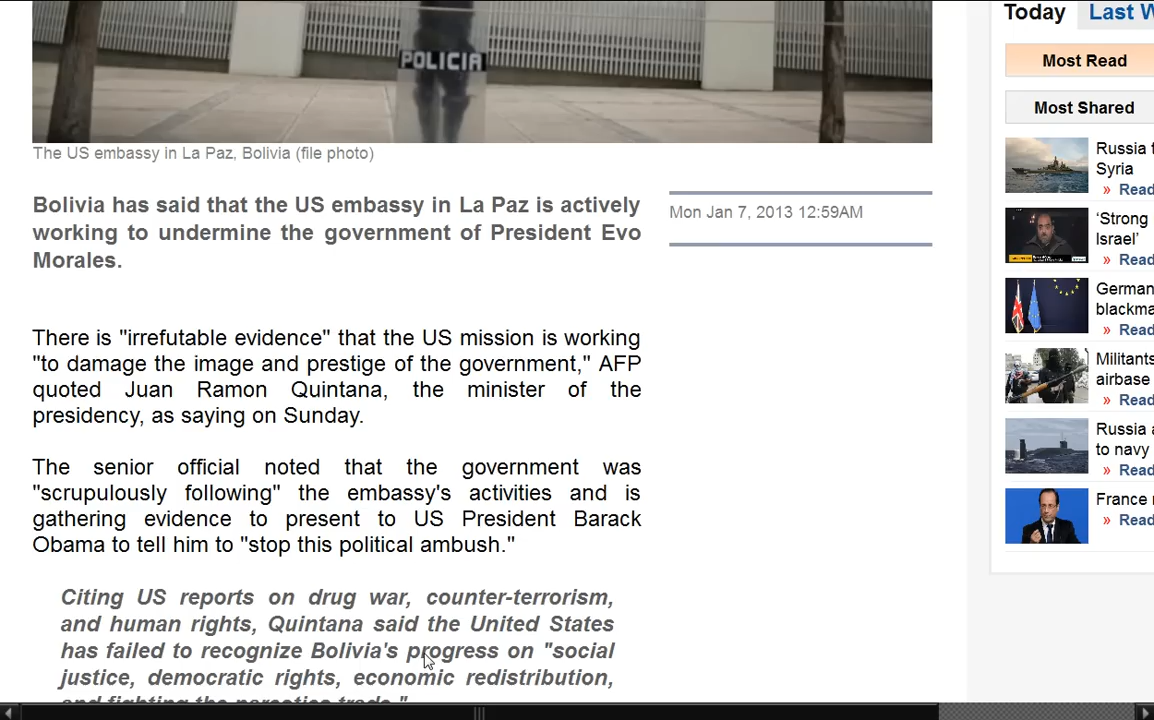 POLICIA
The US embassy in La Paz, Bolivia (file photo)
Bolivia has said that the US embassy in La Paz is actively
working to undermine the government of President Evo
Morales.
Mon Jan 7, 2013 12:59AM
There is "irrefutable evidence" that the US mission is working
"to damage the image and prestige of the government," AFP
quoted Juan Ramon Quintana, the minister of the
presidency, as saying on Sunday.
The senior official noted that the government was
"scrupulously following" the embassy's activities and is
gathering evidence to present to US President Barack
Obama to tell him to "stop this political ambush."
Citing US reports on drug war, counter-terrorism,
and human rights, Quintana said the United States
has failed to recognize Bolivia's progress on "social
justice, democratic rights, economic redistribution,
and fighting the narcotics trade."
Today Last W
Most Read
Most Shared
Russia
Syria
» Read
'Strong
Israel'
» Read
German
blackma
» Read
Militants
airbase
» Read
Russia a
to navy
» Read
France
» Read